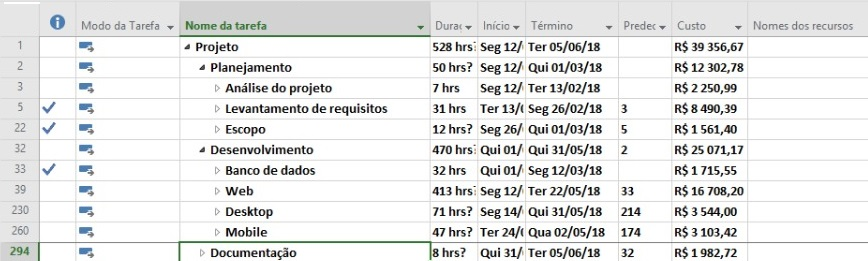 Modo da Tarefa Nome da tarefa Duraç Início Término Predec Custo Nomes dos recursos
1 Projeto 528 hrs? Seg 12/ Ter 05/06/18 R$ 39 356,67
2 Planejamento 50 hrs? Seg 12/ Qui 01/03/18 R$ 12 302,78
3 Análise do projeto 7 hrs Seg 12/ Ter 13/02/18 R$ 2 250,99
5 Levantamento de requisitos 31 hrs Ter 13/0 Seg 26/02/18 3 R$ 8 490,39
22 Escopo 12 hrs? Seg 26/ Qui 01/03/18 5 R$ 1 561,40
32 Desenvolvimento 470 hrs? Qui 01/ Qui 31/05/18 2 R$ 25 071,17
33 Banco de dados 32 hrs Qui 01/ Seg 12/03/18 R$ 1 715,55
39 Web 413 hrs? Seg 12/ Ter 22/05/18 33 R$ 16 708,20
230 Desktop 71 hrs? Seg 14/ Qui 31/05/18 214 R$ 3 544,00
260 Mobile 47 hrs? Ter 24/0 Qua 02/05/18 174 R$ 3 103,42
294 Documentação 8 hrs? Qui 31/ Ter 05/06/18 32 R$ 1 982,72